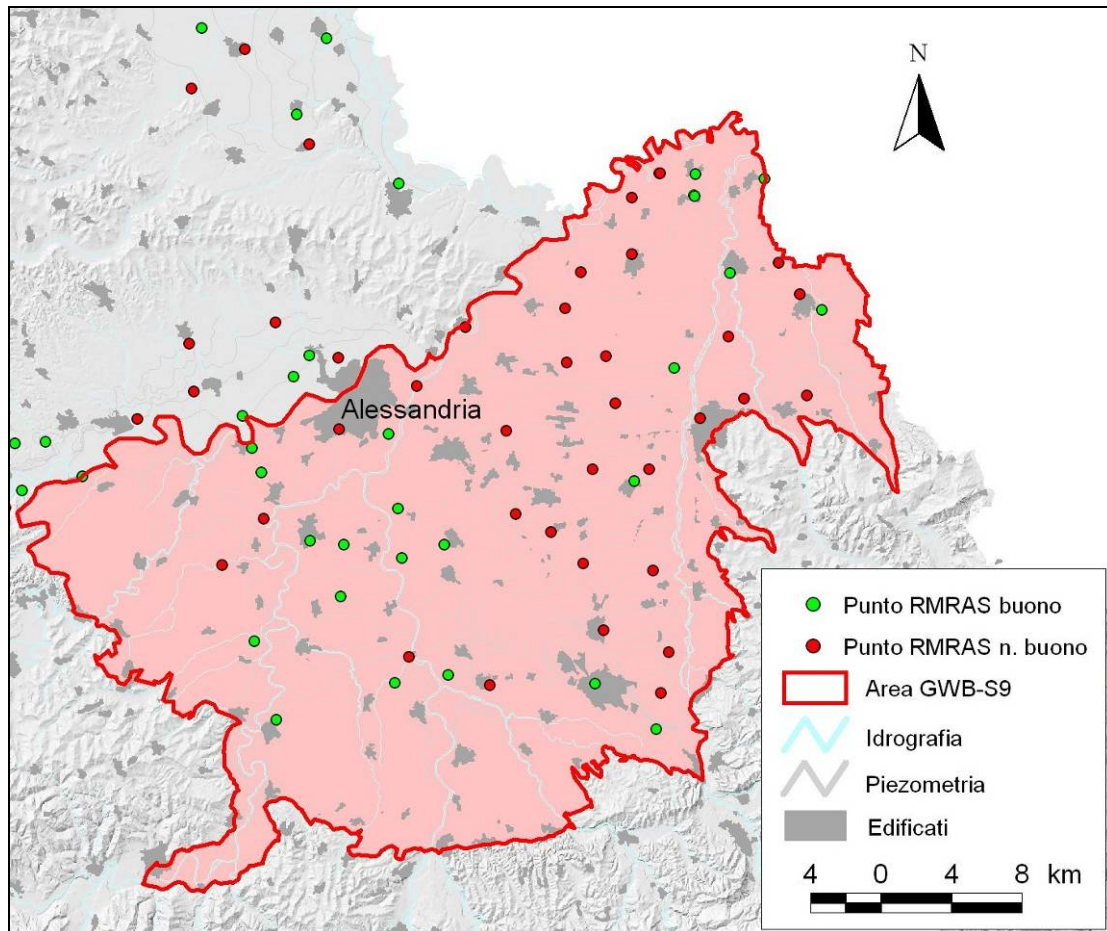 N
Alessandria
Punto RMRAS buono
Punto RMRAS n. buono
Area GWB-S9
Idrografia
Piezometria
Edificati
4 0 4 8 km